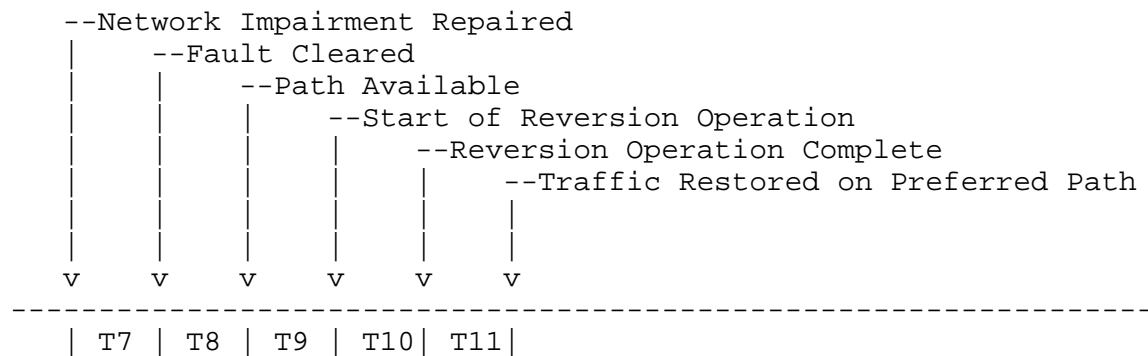 --Network Impairment Repaired
|    --Fault Cleared
|    |    --Path Available
|    |    |    --Start of Reversion Operation
|    |    |    |    --Reversion Operation Complete
|    |    |    |    |    --Traffic Restored on Preferred Path
|    |    |    |    |    |
|    |    |    |    |    |
v    v    v    v    v    v
-----------------------------------------------------------------
| T7 | T8 | T9 | T10| T11|